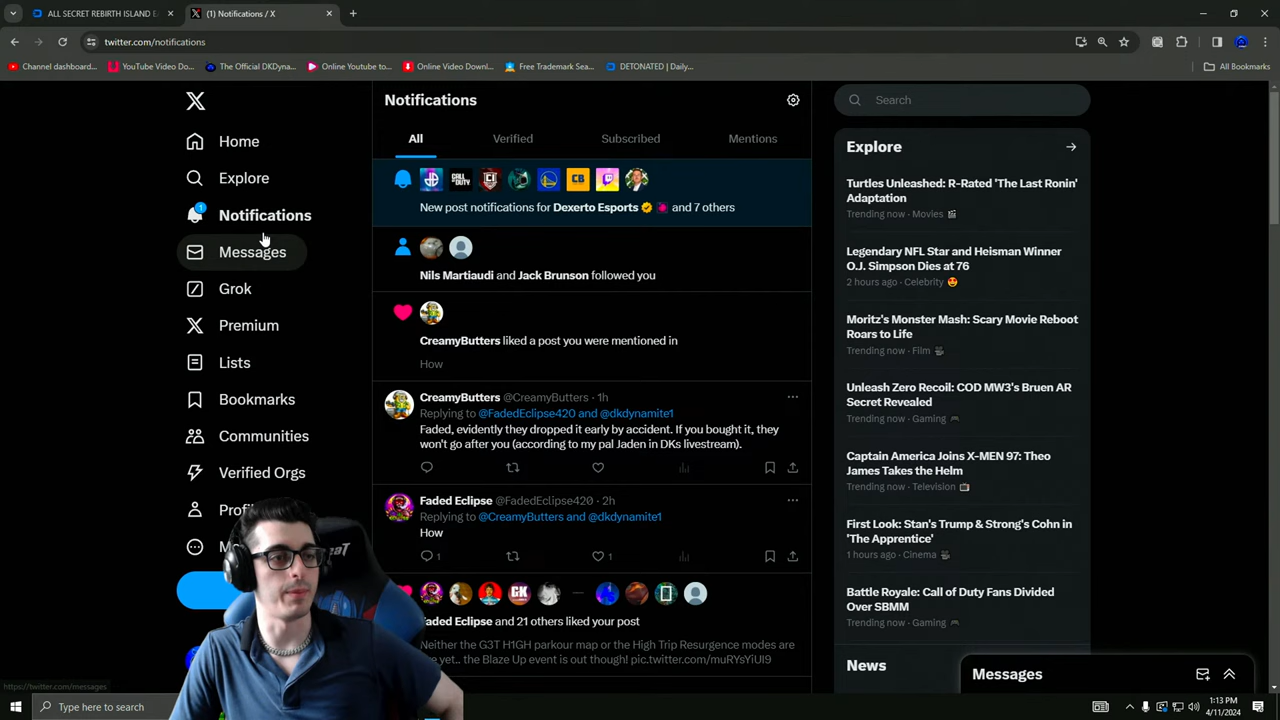 ALL SECRET REBIRTH ISLAND E
(1) Notifications / X
twitter.com/notifications
Channel dashboard...
YouTube Video Do...
The Official DKDyna...
Online Youtube to...
Online Video Downl...
Free Trademark Sea...
DETONATED | Daily...
All Bookmarks
Home
Explore
1
Notifications
Messages
Grok
Premium
Lists
Bookmarks
Communities
Verified Orgs
Profi
Notifications
All
Verified
Subscribed
Mentions
New post notifications for Dexerto Esports and 7 others
Nils Martiaudi and Jack Brunson followed you
CreamyButters liked a post you were mentioned in
How
CreamyButters @CreamyButters · 1h
Replying to @FadedEclipse420 and @dkdynamite1
Faded, evidently they dropped it early by accident. If you bought it, they
won't go after you (according to my pal Jaden in DKs livestream).
Faded Eclipse @FadedEclipse420 · 2h
Replying to @CreamyButters and @dkdynamite1
How
1
1
Faded Eclipse and 21 others liked your post
Neither the G3T H1GH parkour map or the High Trip Resurgence modes are
e yet.. the Blaze Up event is out though! pic.twitter.com/muRYsYiUI9
Search
Explore
Turtles Unleashed: R-Rated 'The Last Ronin'
Adaptation
Trending now · Movies
Legendary NFL Star and Heisman Winner
O.J. Simpson Dies at 76
2 hours ago · Celebrity
Moritz's Monster Mash: Scary Movie Reboot
Roars to Life
Trending now · Film
Unleash Zero Recoil: COD MW3's Bruen AR
Secret Revealed
Trending now · Gaming
Captain America Joins X-MEN 97: Theo
James Takes the Helm
Trending now · Television
First Look: Stan's Trump & Strong's Cohn in
'The Apprentice'
1 hours ago · Cinema
Battle Royale: Call of Duty Fans Divided
Over SBMM
Trending now · Gaming
News
Messages
https://twitter.com/messages
Type here to search
1:13 PM
4/11/2024